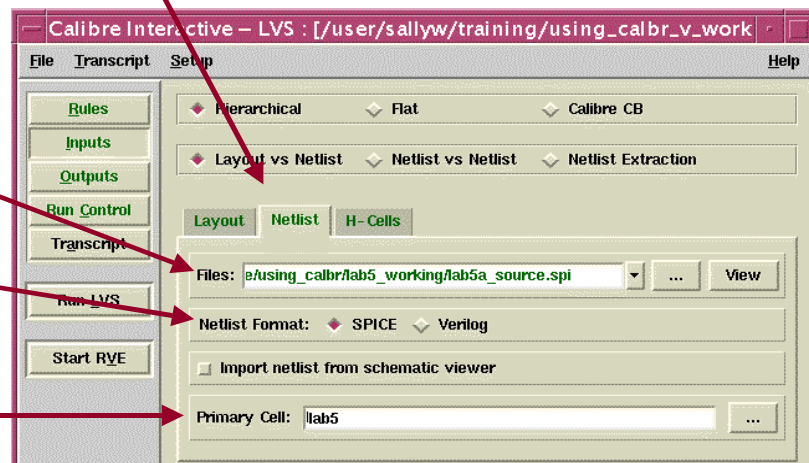 Calibre Interactive – LVS : [/user/sallyw/training/using_calbr_v_work
File Transcript Setup Help
Rules
Inputs
Outputs
Run Control
Transcript
Run LVS
Start RVE
Hierarchical Flat Calibre CB
Layout vs Netlist Netlist vs Netlist Netlist Extraction
Layout Netlist H-Cells
Files: e/using_calbr/lab5_working/lab5a_source.spi ... View
Netlist Format: SPICE Verilog
Import netlist from schematic viewer
Primary Cell: lab5 ...